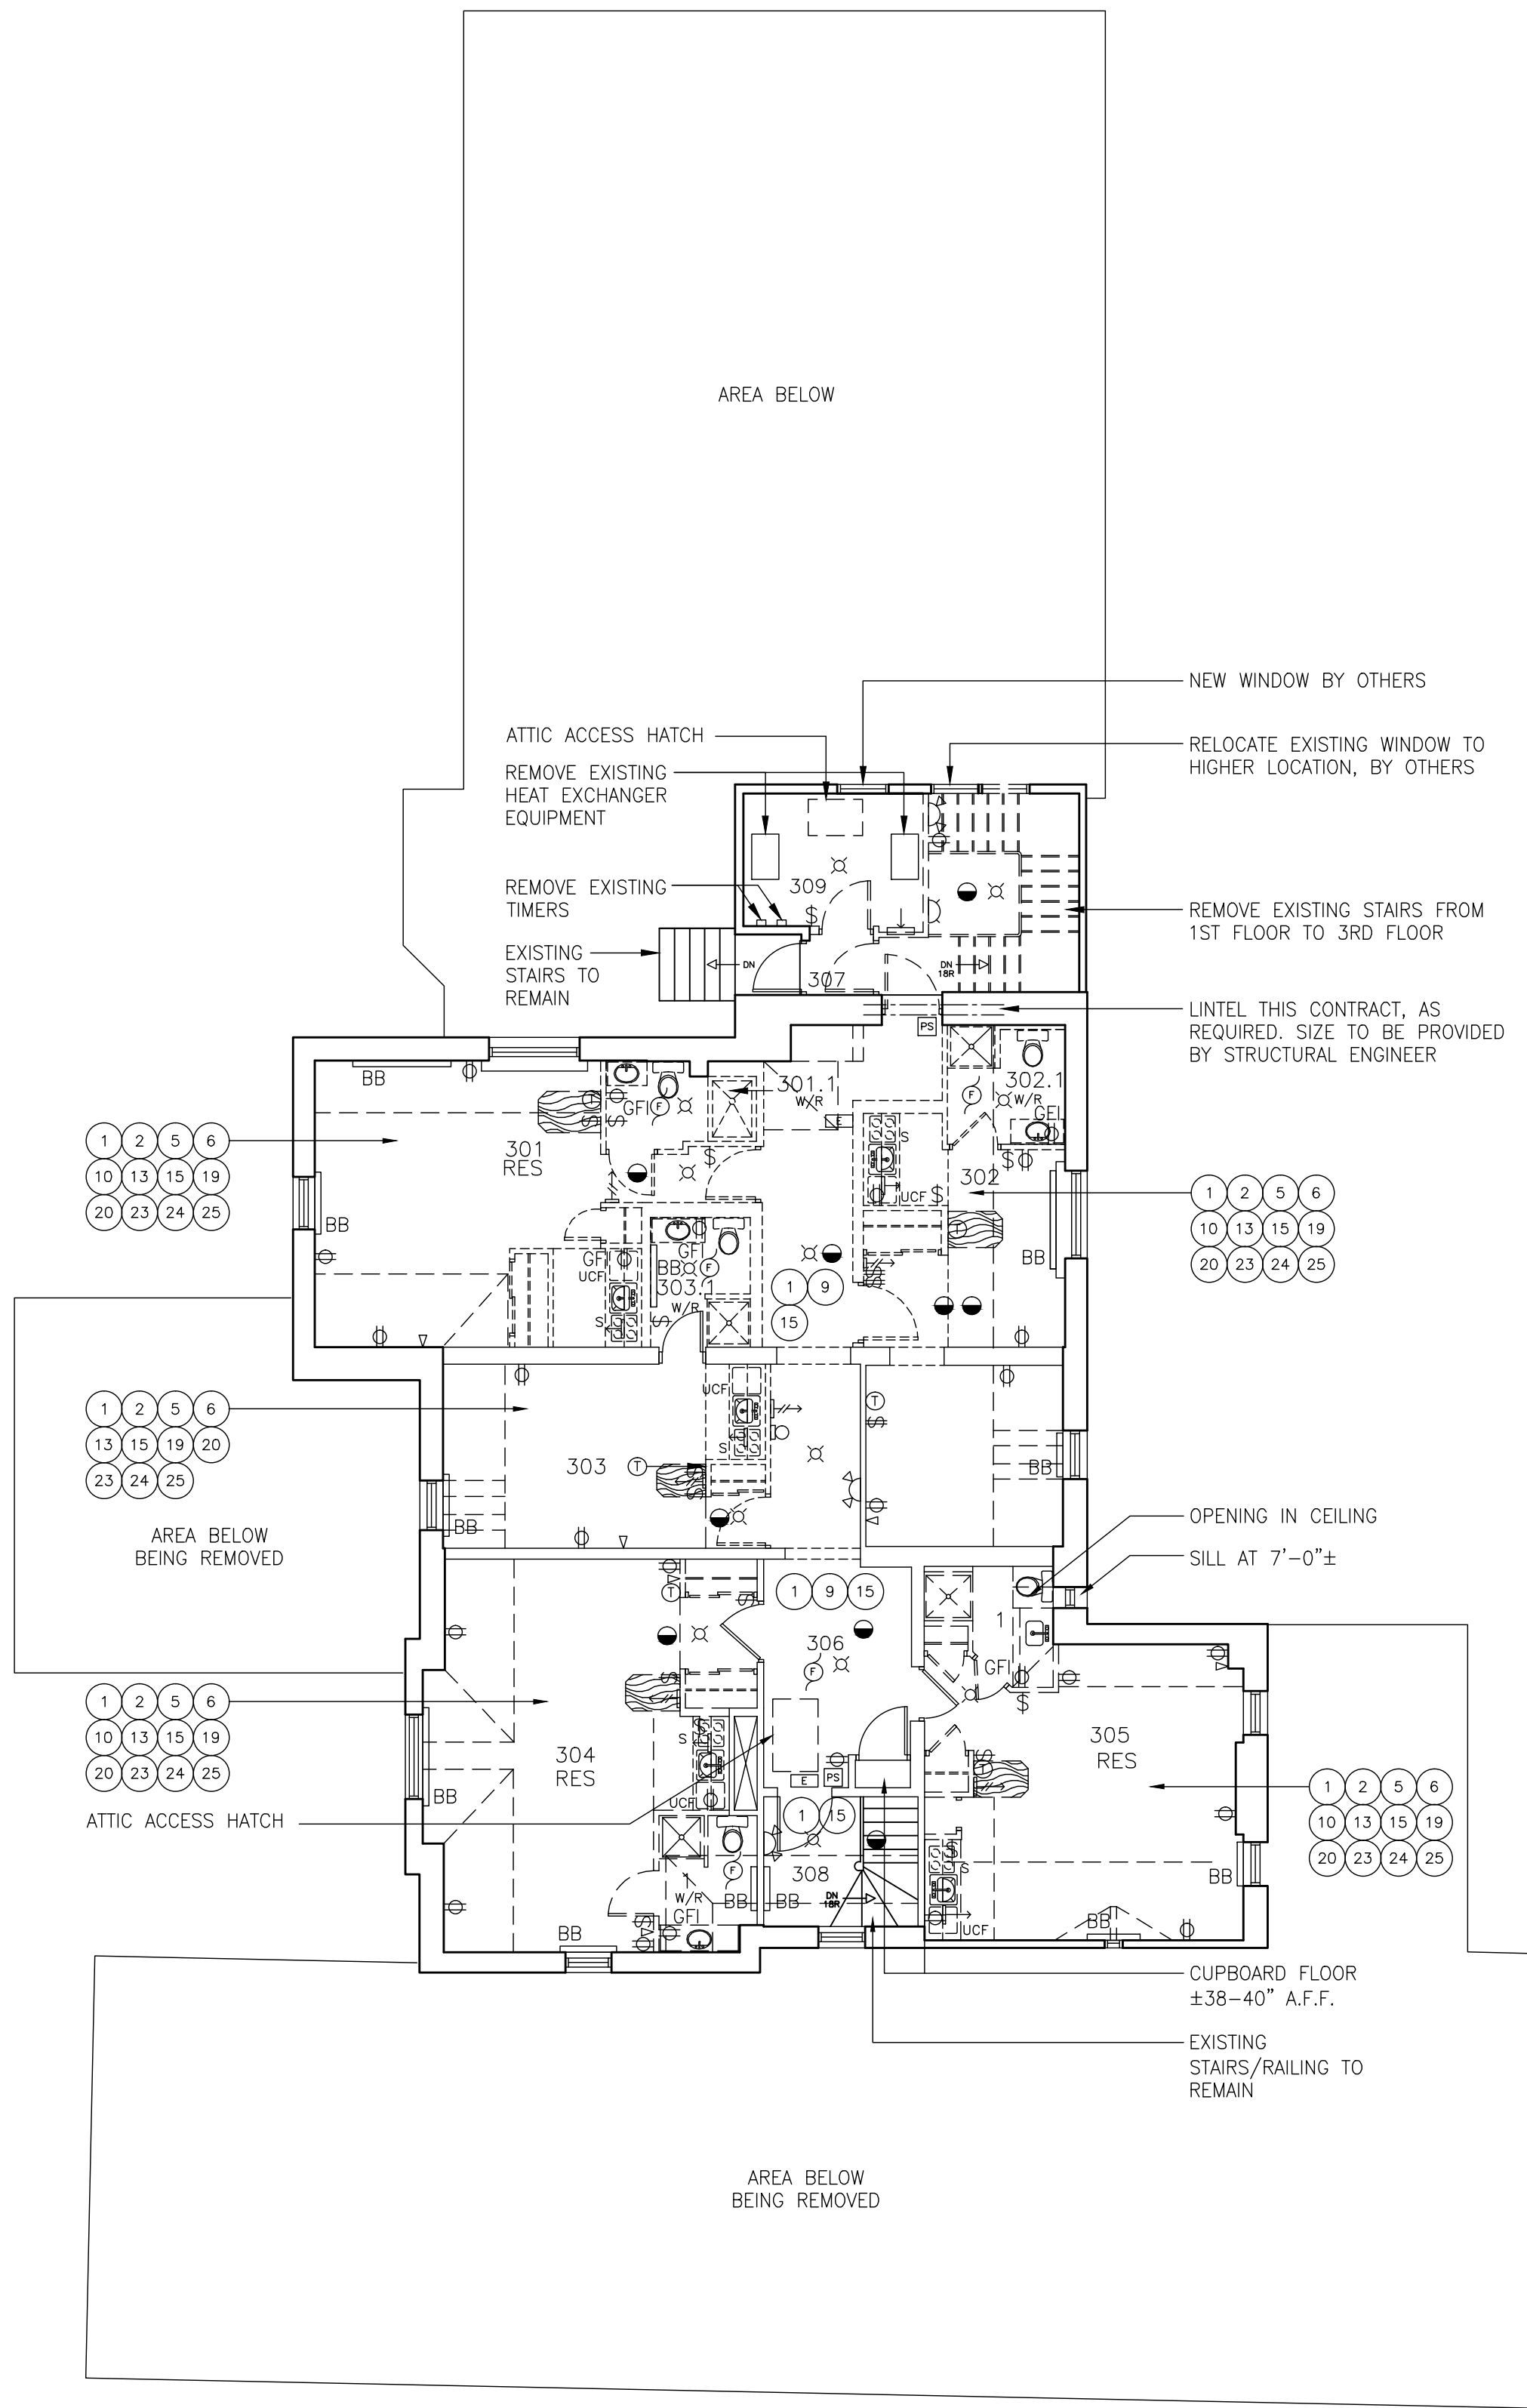 AREA BELOW
NEW WINDOW BY OTHERS
ATTIC ACCESS HATCH
RELOCATE EXISTING WINDOW TO
HIGHER LOCATION, BY OTHERS
REMOVE EXISTING
HEAT EXCHANGER
EQUIPMENT
309
$
REMOVE EXISTING
TIMERS
REMOVE EXISTING STAIRS FROM
1ST FLOOR TO 3RD FLOOR
EXISTING
STAIRS TO
REMAIN
DN
307
DN
18R
LINTEL THIS CONTRACT, AS
REQUIRED. SIZE TO BE PROVIDED
BY STRUCTURAL ENGINEER
PS
BB
T
GFI
F
301.1
W/R
E
302.1
W/R
F
GFI
S
1 2 5 6
10 13 15 19
20 23 24 25
301
RES
$
$
302
UCF $
T
BB
1 2 5 6
10 13 15 19
20 23 24 25
BB
GFI
UCF
S
GFI
BB
F
303.1
W/R
1 9
15
UCF
S
T
1 2 5 6
13 15 19 20
23 24 25
303
T
BB
BB
AREA BELOW
BEING REMOVED
OPENING IN CEILING
SILL AT 7'-0"±
T
1 9 15
306
F
1
GFI
$
1 2 5 6
10 13 15 19
20 23 24 25
304
RES
S
UCF
BB
305
RES
T
1 2 5 6
10 13 15 19
20 23 24 25
ATTIC ACCESS HATCH
E
PS
1 15
308
DN
18R
F
W/R
GFI
BB
BB
BB
$
S
UCF
BB
BB
CUPBOARD FLOOR
±38-40" A.F.F.
EXISTING
STAIRS/RAILING TO
REMAIN
AREA BELOW
BEING REMOVED